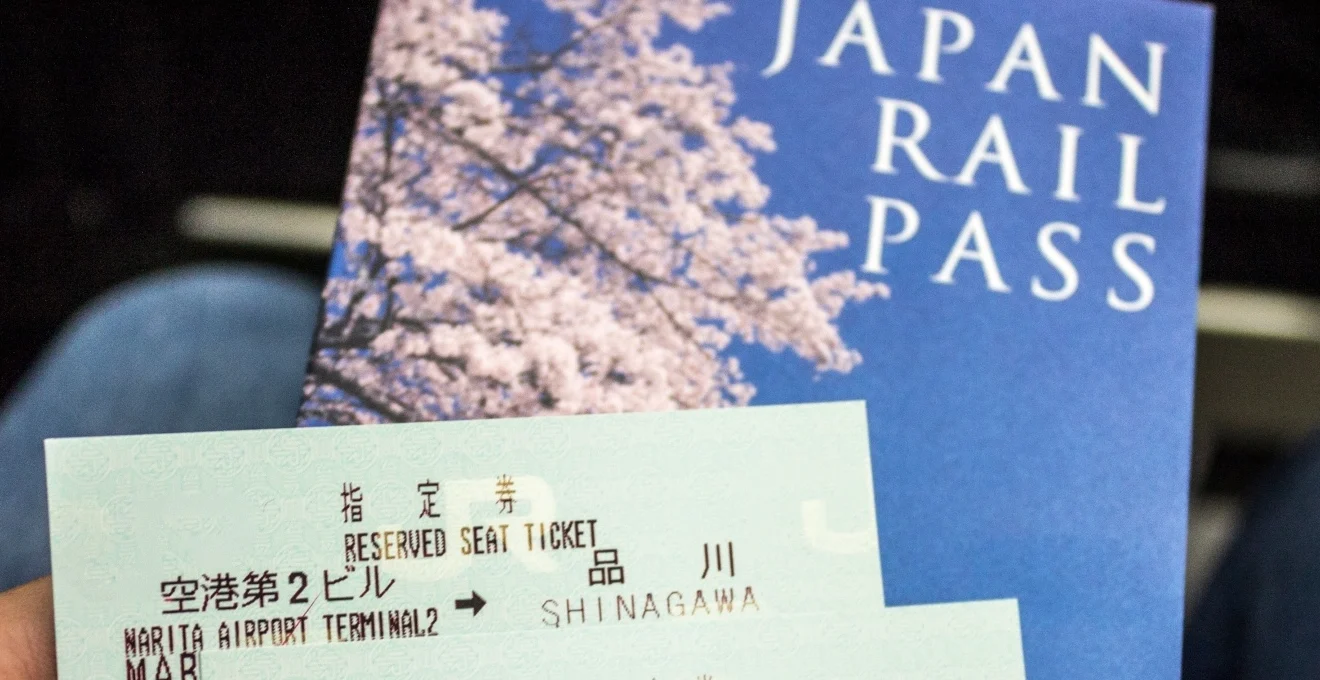 JAPAN
RAIL
PASS
指定券
RESERVED SEAT TICKET
空港第2ビル → 品川
NARITA AIRPORT TERMINAL2 SHINAGAWA
MAR